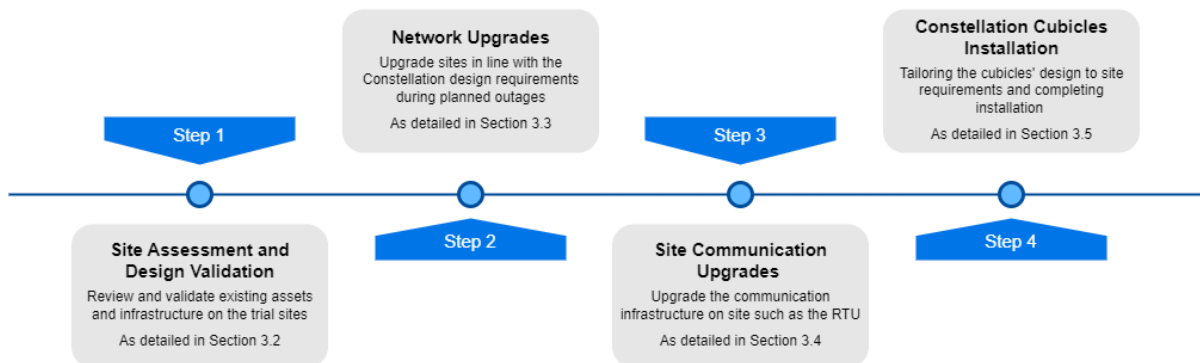 Step 1
Site Assessment and
Design Validation
Review and validate existing assets
and infrastructure on the trial sites
As detailed in Section 3.2
Network Upgrades
Upgrade sites in line with the
Constellation design requirements
during planned outages
As detailed in Section 3.3
Step 2
Step 3
Site Communication
Upgrades
Upgrade the communication
infrastructure on site such as the RTU
As detailed in Section 3.4
Constellation Cubicles
Installation
Tailoring the cubicles' design to site
requirements and completing
installation
As detailed in Section 3.5
Step 4